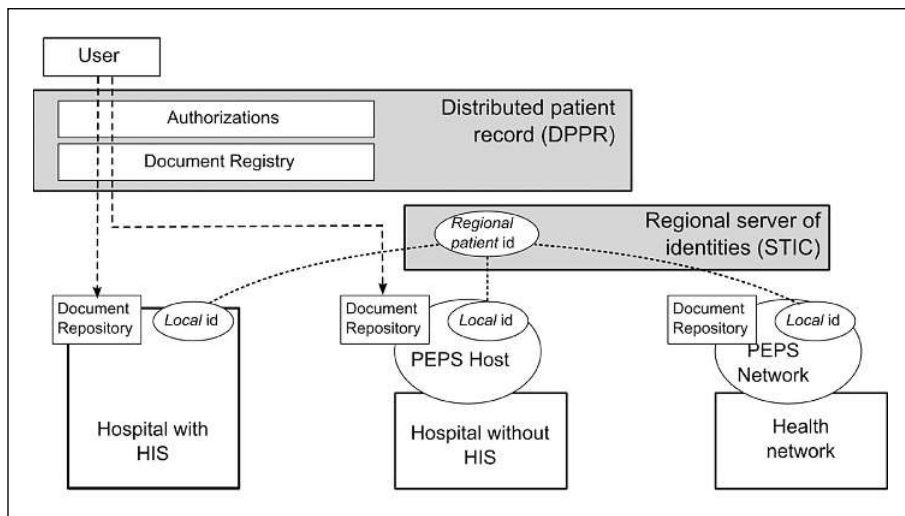 User
Authorizations
Document Registry
Distributed patient
record (DPPR)
Regional
patient id
Regional server of
identities (STIC)
Document
Repository
Local id
Hospital with
HIS
Document
Repository
Local id
PEPS Host
Hospital without
HIS
Document
Repository
Local id
PEPS
Network
Health
network